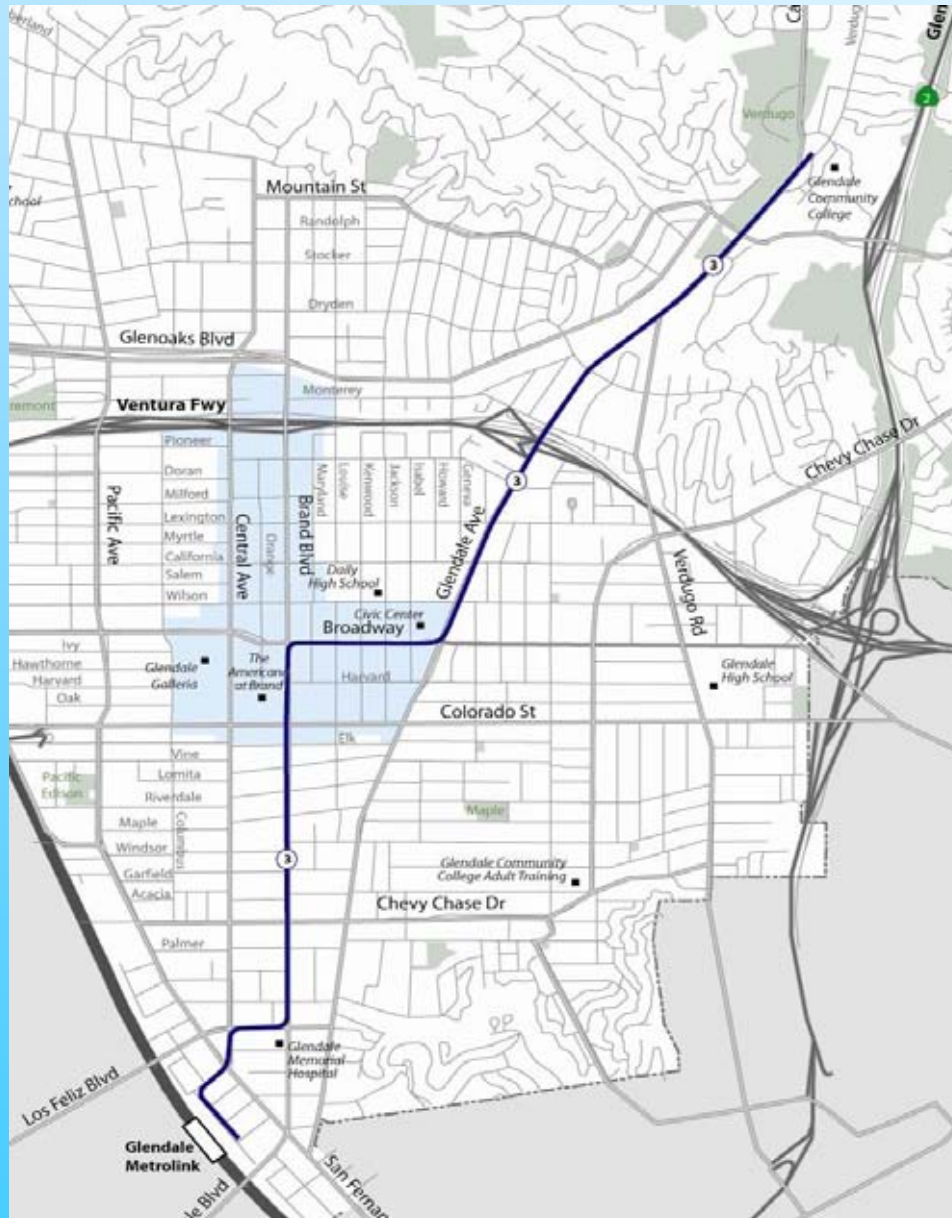 Verdugo
2
Glendale
Community
College
Mountain St
Randolph
Stocker
Dryden
3
Glenoaks Blvd
Monterey
Ventura Fwy
Pioneer
Chevy Chase Dr
Doran
Milford
Lexington
Myrtle
California
Salem
Wilson
Pacific Ave
Central Ave
Orange
Brand Blvd
Maryland
Louise
Kenwood
Jackson
Isabel
Howard
Geneva
3
Glendale Ave
Verdugo Rd
Daily
High School
Civic Center
Broadway
Ivy
Hawthorne
Harvard
Oak
Glendale
Galleria
The
Americana
at Brand
Harvard
Glendale
High School
Colorado St
Elk
Vine
Lomita
Riverdale
Pacific
Edison
Maple
Columbus
Maple
Windsor
Garfield
Acacia
3
Glendale Community
College Adult Training
Chevy Chase Dr
Palmer
Glendale
Memorial
Hospital
Los Feliz Blvd
Glendale
Metrolink
San Fernan
le Blvd